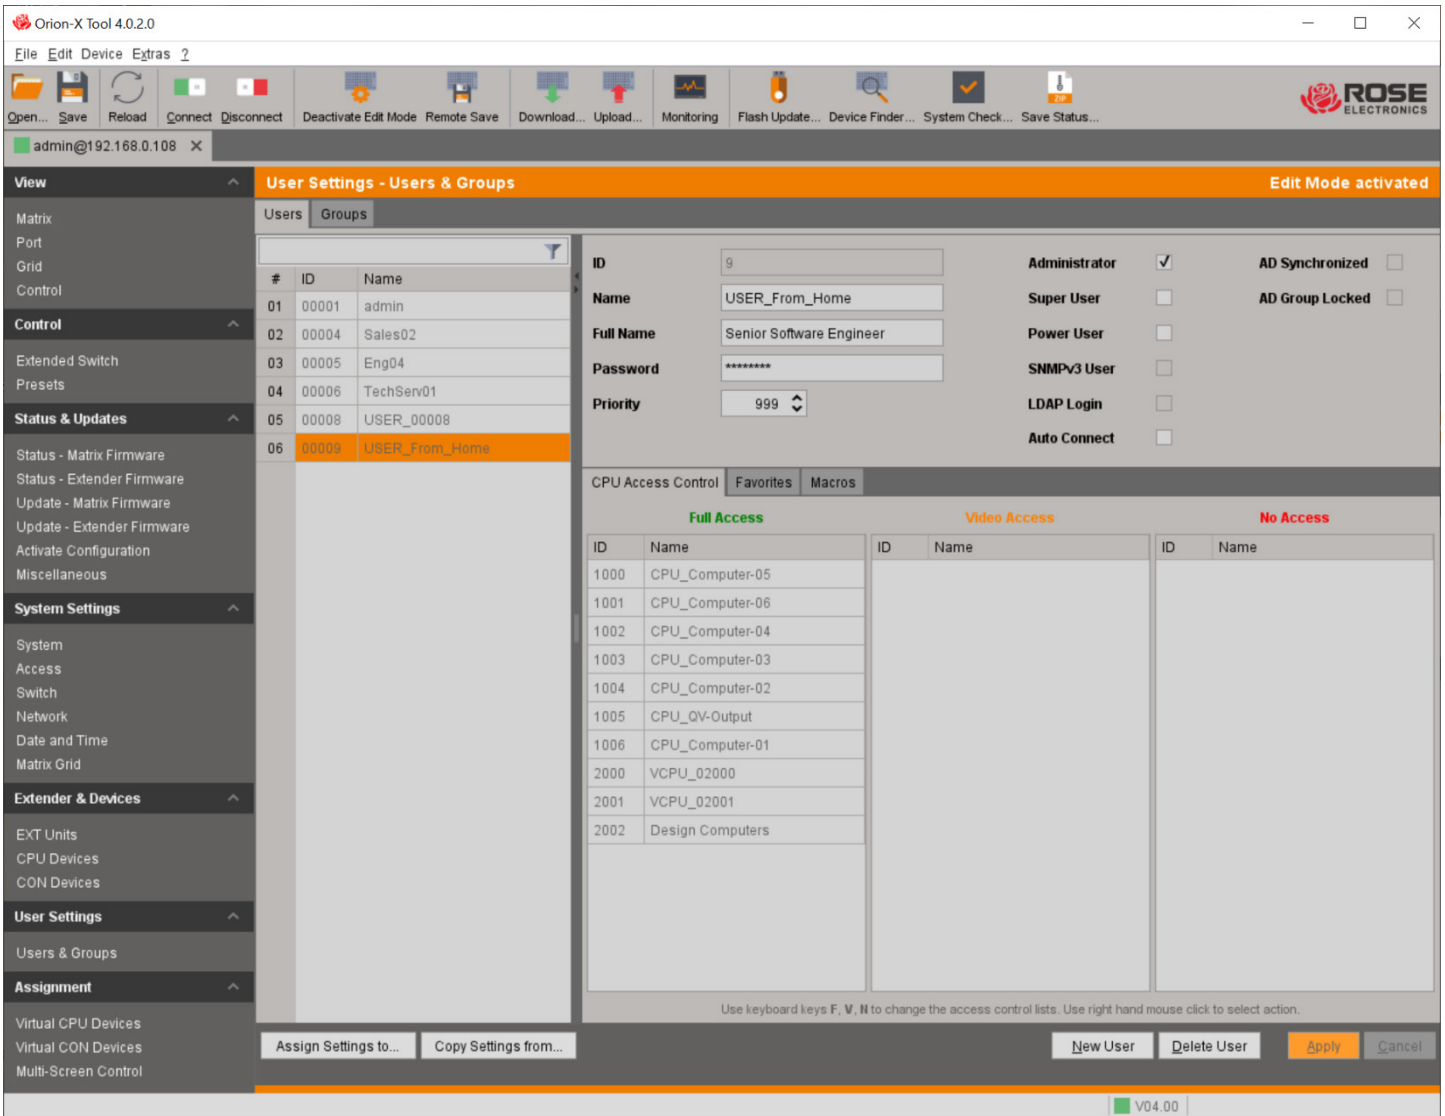 Orion-X Tool 4.0.2.0
File Edit Device Extras ?
Open... Save Reload Connect Disconnect Deactivate Edit Mode Remote Save Download... Upload... Monitoring Flash Update... Device Finder... System Check... Save Status...
ZIP
ROSE
ELECTRONICS
admin@192.168.0.108
View
Matrix
Port
Grid
Control
Control
Extended Switch
Presets
Status & Updates
Status - Matrix Firmware
Status - Extender Firmware
Update - Matrix Firmware
Update - Extender Firmware
Activate Configuration
Miscellaneous
System Settings
System
Access
Switch
Network
Date and Time
Matrix Grid
Extender & Devices
EXT Units
CPU Devices
CON Devices
User Settings
Users & Groups
Assignment
Virtual CPU Devices
Virtual CON Devices
Multi-Screen Control
User Settings - Users & Groups Edit Mode activated
Users Groups
# ID Name
01 00001 admin
02 00004 Sales02
03 00005 Eng04
04 00006 TechServ01
05 00008 USER_00008
06 00009 USER_From_Home
ID 9
Name USER_From_Home
Full Name Senior Software Engineer
Password ********
Priority 999
Administrator
Super User
Power User
SNMPv3 User
LDAP Login
Auto Connect
AD Synchronized
AD Group Locked
CPU Access Control Favorites Macros
Full Access Video Access No Access
ID Name ID Name ID Name
1000 CPU_Computer-05
1001 CPU_Computer-06
1002 CPU_Computer-04
1003 CPU_Computer-03
1004 CPU_Computer-02
1005 CPU_QV-Output
1006 CPU_Computer-01
2000 VCPU_02000
2001 VCPU_02001
2002 Design Computers
Use keyboard keys F, V, N to change the access control lists. Use right hand mouse click to select action.
Assign Settings to... Copy Settings from... New User Delete User Apply Cancel
V04.00